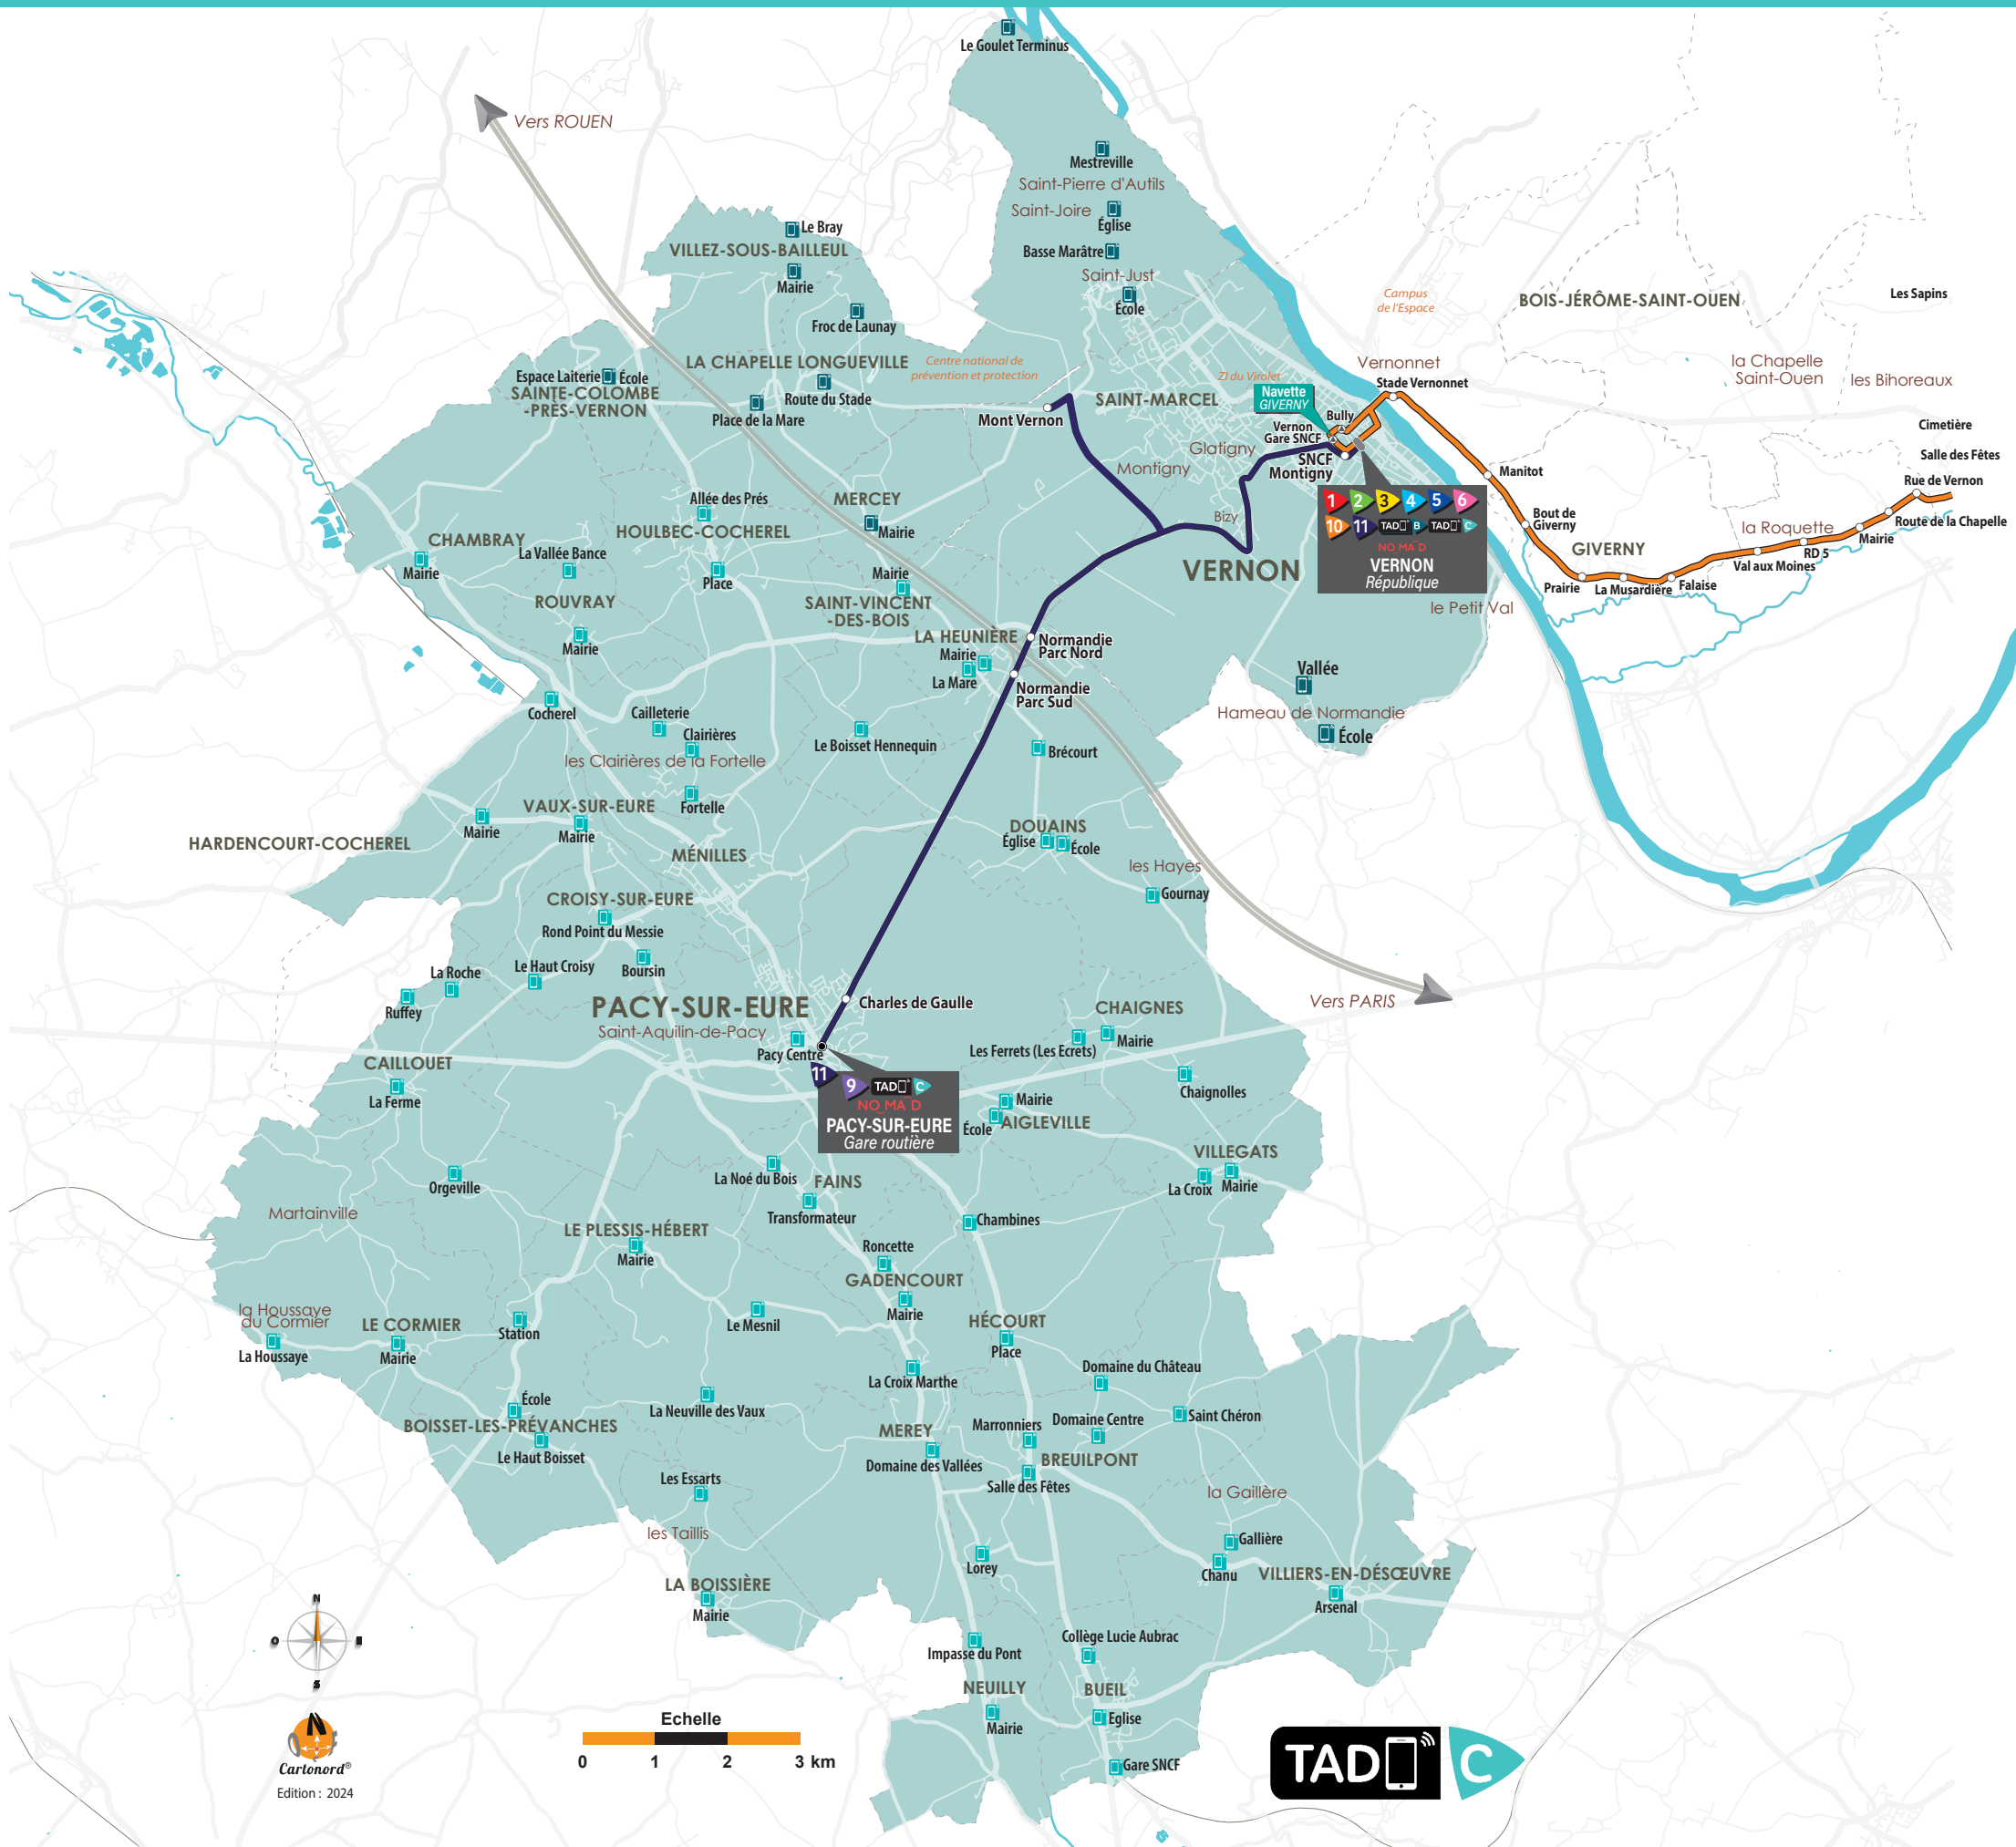 Le Goulet Terminus
Vers ROUEN
Mestreville
Saint-Pierre d'Autils
Saint-Joire
Église
Basse Marâtre
Saint-Just
École
Le Bray
VILLEZ-SOUS-BAILLEUL
Mairie
Froc de Launay
LA CHAPELLE LONGUEVILLE
Centre national de
prévention et protection
Espace Laiterie
École
SAINTE-COLOMBE
-PRÈS-VERNON
Route du Stade
Place de la Mare
Mont Vernon
SAINT-MARCEL
ZI du Virolet
Campus
de l'Espace
BOIS-JÉRÔME-SAINT-OUEN
Les Sapins
Vernonnet
Stade Vernonnet
la Chapelle
Saint-Ouen
les Bihoreaux
Navette
GIVERNY
Bully
Vernon
Gare SNCF
SNCF
Montigny
Glatigny
Montigny
Bizy
Cimetière
Salle des Fêtes
Rue de Vernon
Route de la Chapelle
Manitot
Bout de
Giverny
la Roquette
Mairie
RD 5
Val aux Moines
GIVERNY
Prairie
La Musardière
Falaise
1 2 3 4 5 6
10 11 TAD B TAD C
NOMAD
VERNON
République
VERNON
le Petit Val
Allée des Prés
HOULBEC-COCHEREL
Place
MERCEY
Mairie
CHAMBRAY
Mairie
La Vallée Bance
ROUVRAY
Mairie
Mairie
SAINT-VINCENT
-DES-BOIS
LA HEUNIÈRE
Mairie
La Mare
Normandie
Parc Nord
Normandie
Parc Sud
Vallée
Hameau de Normandie
École
Cocherel
Cailleterie
Clairières
les Clairières de la Fortelle
Fortelle
Le Boisset Hennequin
Brécourt
VAUX-SUR-EURE
Mairie
Mairie
HARDENCOURT-COCHEREL
MÉNILLES
DOUAINS
Église
École
les Hayes
Gournay
CROISY-SUR-EURE
Rond Point du Messie
Boursin
Le Haut Croisy
La Roche
Ruffey
PACY-SUR-EURE
Saint-Aquilin-de-Pacy
Charles de Gaulle
Pacy Centre
Vers PARIS
CHAIGNES
Les Ferrets (Les Ecrets)
Mairie
Chaignolles
CAILLOUET
La Ferme
11 9 TAD C
NOMAD
PACY-SUR-EURE
Gare routière
Mairie
École
AIGLEVILLE
VILLEGATS
La Croix
Mairie
Orgeville
Martainville
La Noé du Bois
FAINS
Transformateur
Chambines
LE PLESSIS-HÉBERT
Mairie
Roncette
GADENCOURT
Mairie
la Houssaye
du Cormier
La Houssaye
LE CORMIER
Mairie
Station
Le Mesnil
HÉCOURT
Place
La Croix Marthe
Domaine du Château
École
BOISSET-LES-PRÉVANCHES
Le Haut Boisset
La Neuville des Vaux
MEREY
Domaine des Vallées
Marronniers
Domaine Centre
Saint Chéron
BREUILPONT
Salle des Fêtes
Les Essarts
les Taillis
la Gaillère
Gallière
Chanu
VILLIERS-EN-DÉSŒUVRE
Arsenal
Lorey
LA BOISSIÈRE
Mairie
Impasse du Pont
Collège Lucie Aubrac
NEUILLY
Mairie
BUEIL
Eglise
Gare SNCF
N
O
E
S
N
Cartonord®
Edition : 2024
Echelle
0 1 2 3 km
TAD C